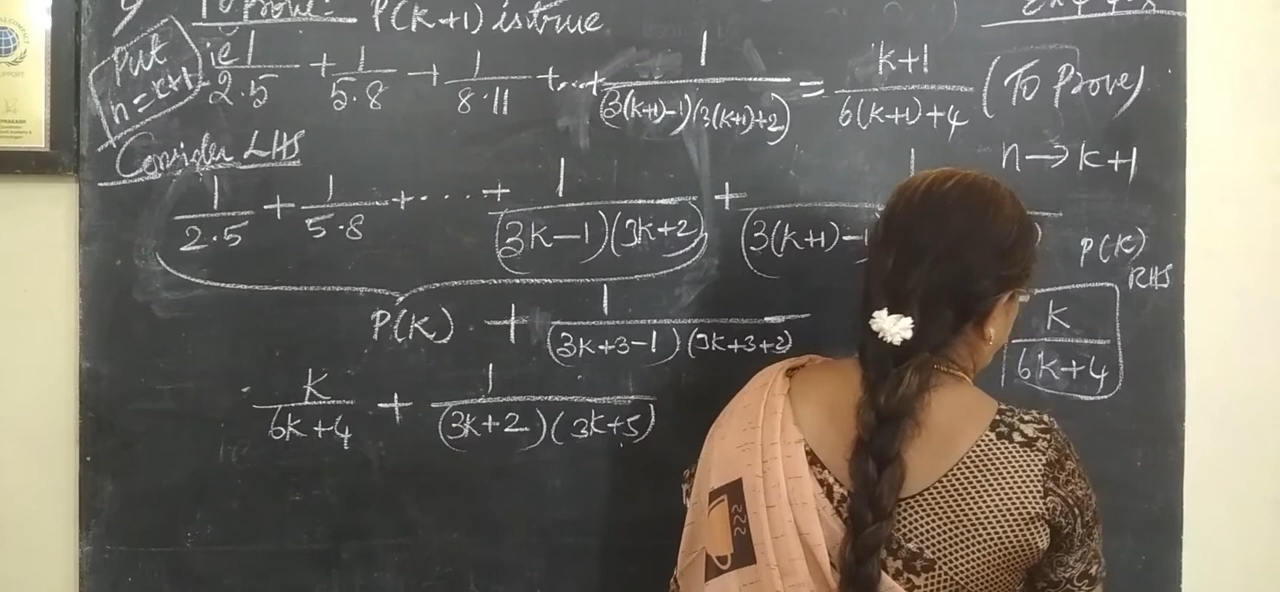 To Prove: P(K+1) is true
Put n=k+1
ie 1/2.5 + 1/5.8 + 1/8.11 + ... + 1/(3(k+1)-1)(3(k+1)+2) = k+1/6(k+1)+4 (To Prove)
Consider LHS
n→k+1
1/2.5 + 1/5.8 + .... + 1/(3k-1)(3k+2) + 1/(3(k+1)-1
P(K) RHS
P(K) + 1/(3k+3-1)(3k+3+2)
k/6k+4
k/6k+4 + 1/(3k+2)(3k+5)